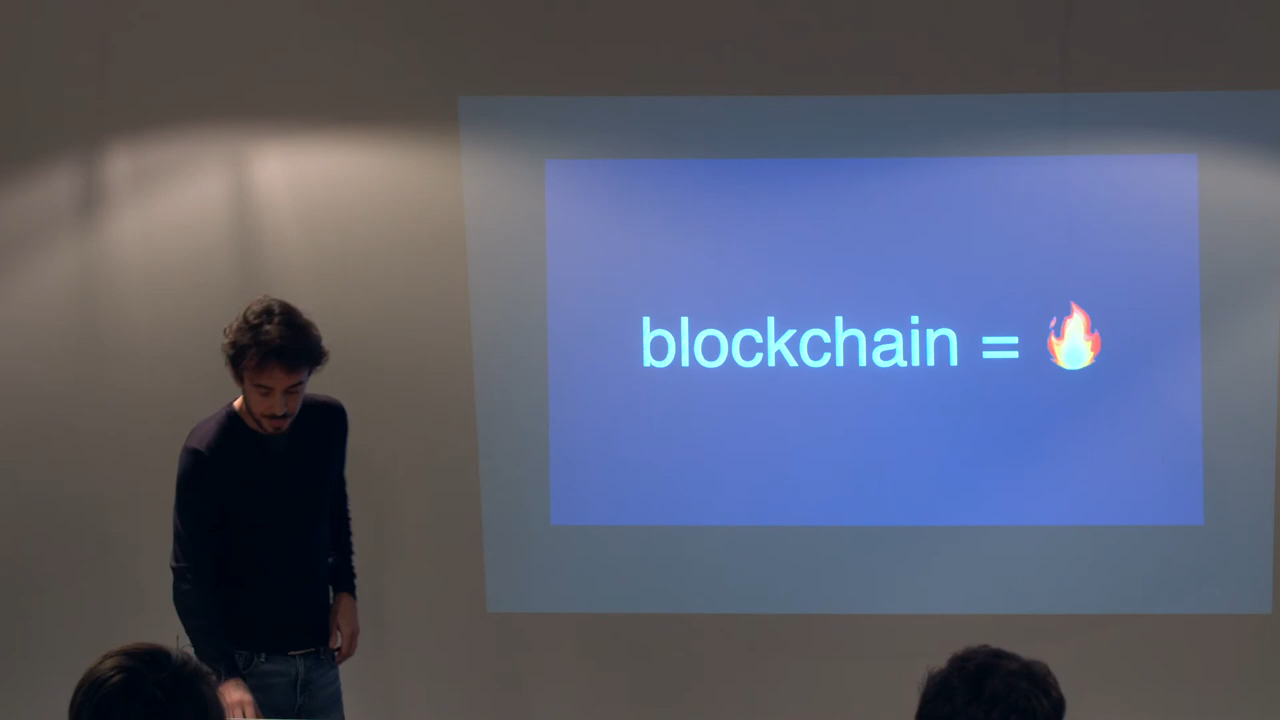 blockchain = 🔥